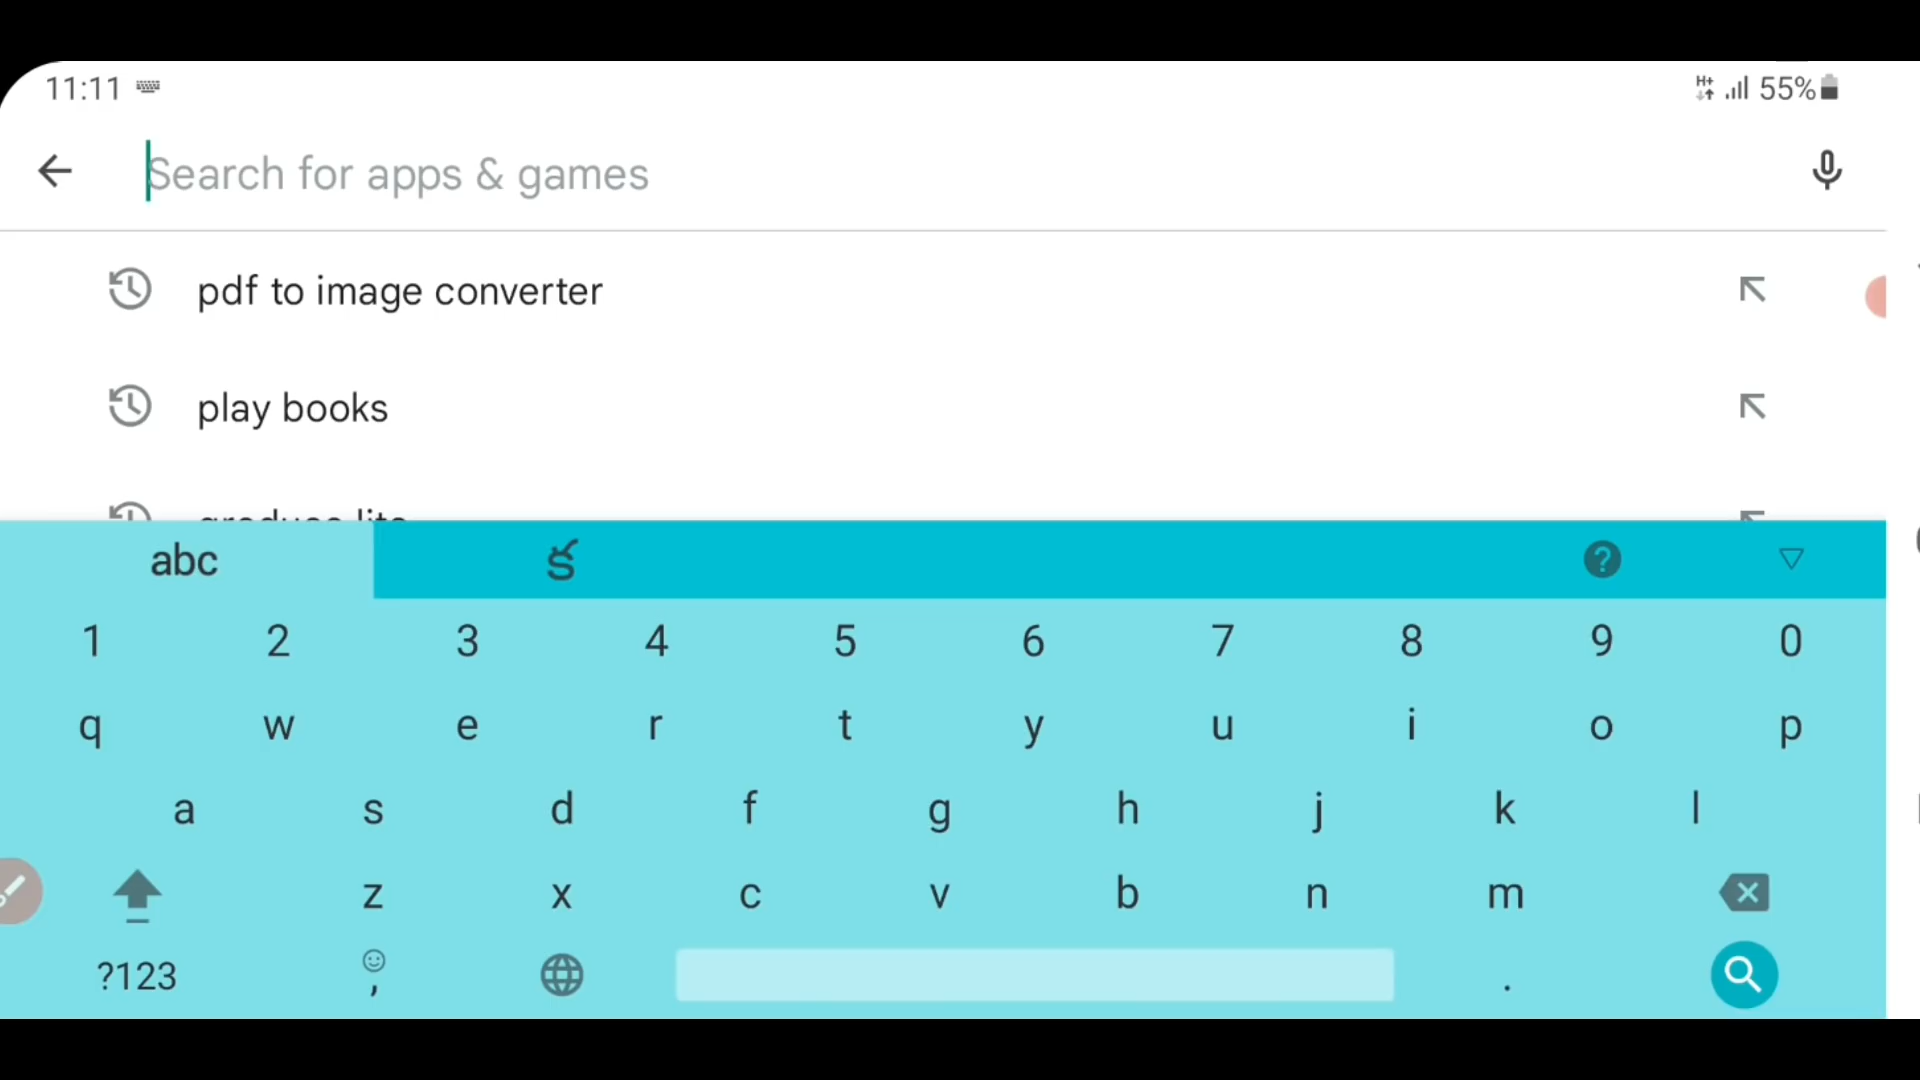 11:11
H+ 55%
Search for apps & games
pdf to image converter
play books
abc క ?
1 2 3 4 5 6 7 8 9 0
q w e r t y u i o p
a s d f g h j k l
z x c v b n m
?123 , .